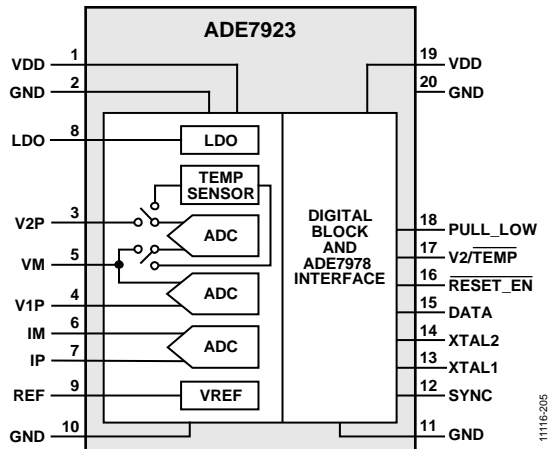 ADE7923
VDD 1
GND 2
LDO 8
V2P 3
VM 5
V1P 4
IM 6
IP 7
REF 9
GND 10
LDO
TEMP
SENSOR
ADC
ADC
ADC
VREF
DIGITAL
BLOCK
AND
ADE7978
INTERFACE
19 VDD
20 GND
18 PULL_LOW
17 V2/TEMP
16 RESET_EN
15 DATA
14 XTAL2
13 XTAL1
12 SYNC
11 GND
11116-205